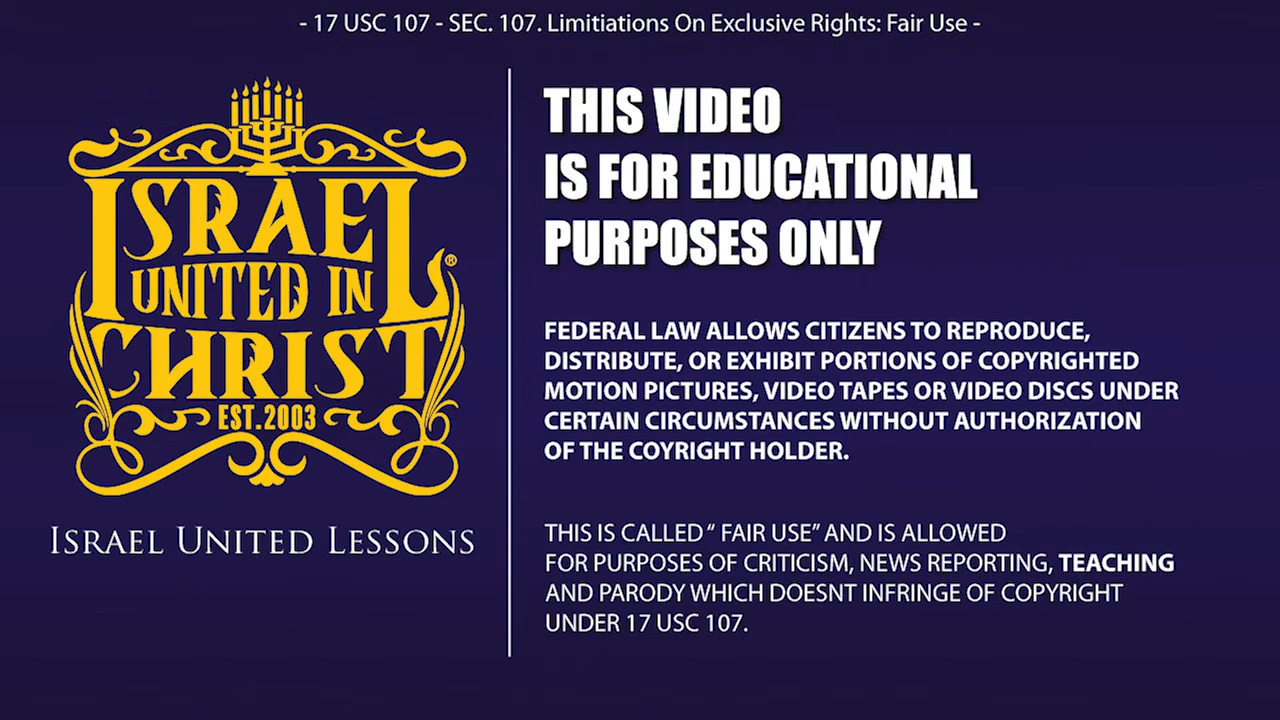 - 17 USC 107 - SEC. 107. Limitiations On Exclusive Rights: Fair Use -
ISRAEL
UNITED IN
CHRIST
®
EST.2003
ISRAEL UNITED LESSONS
THIS VIDEO
IS FOR EDUCATIONAL
PURPOSES ONLY
FEDERAL LAW ALLOWS CITIZENS TO REPRODUCE,
DISTRIBUTE, OR EXHIBIT PORTIONS OF COPYRIGHTED
MOTION PICTURES, VIDEO TAPES OR VIDEO DISCS UNDER
CERTAIN CIRCUMSTANCES WITHOUT AUTHORIZATION
OF THE COYRIGHT HOLDER.
THIS IS CALLED “ FAIR USE” AND IS ALLOWED
FOR PURPOSES OF CRITICISM, NEWS REPORTING, TEACHING
AND PARODY WHICH DOESNT INFRINGE OF COPYRIGHT
UNDER 17 USC 107.